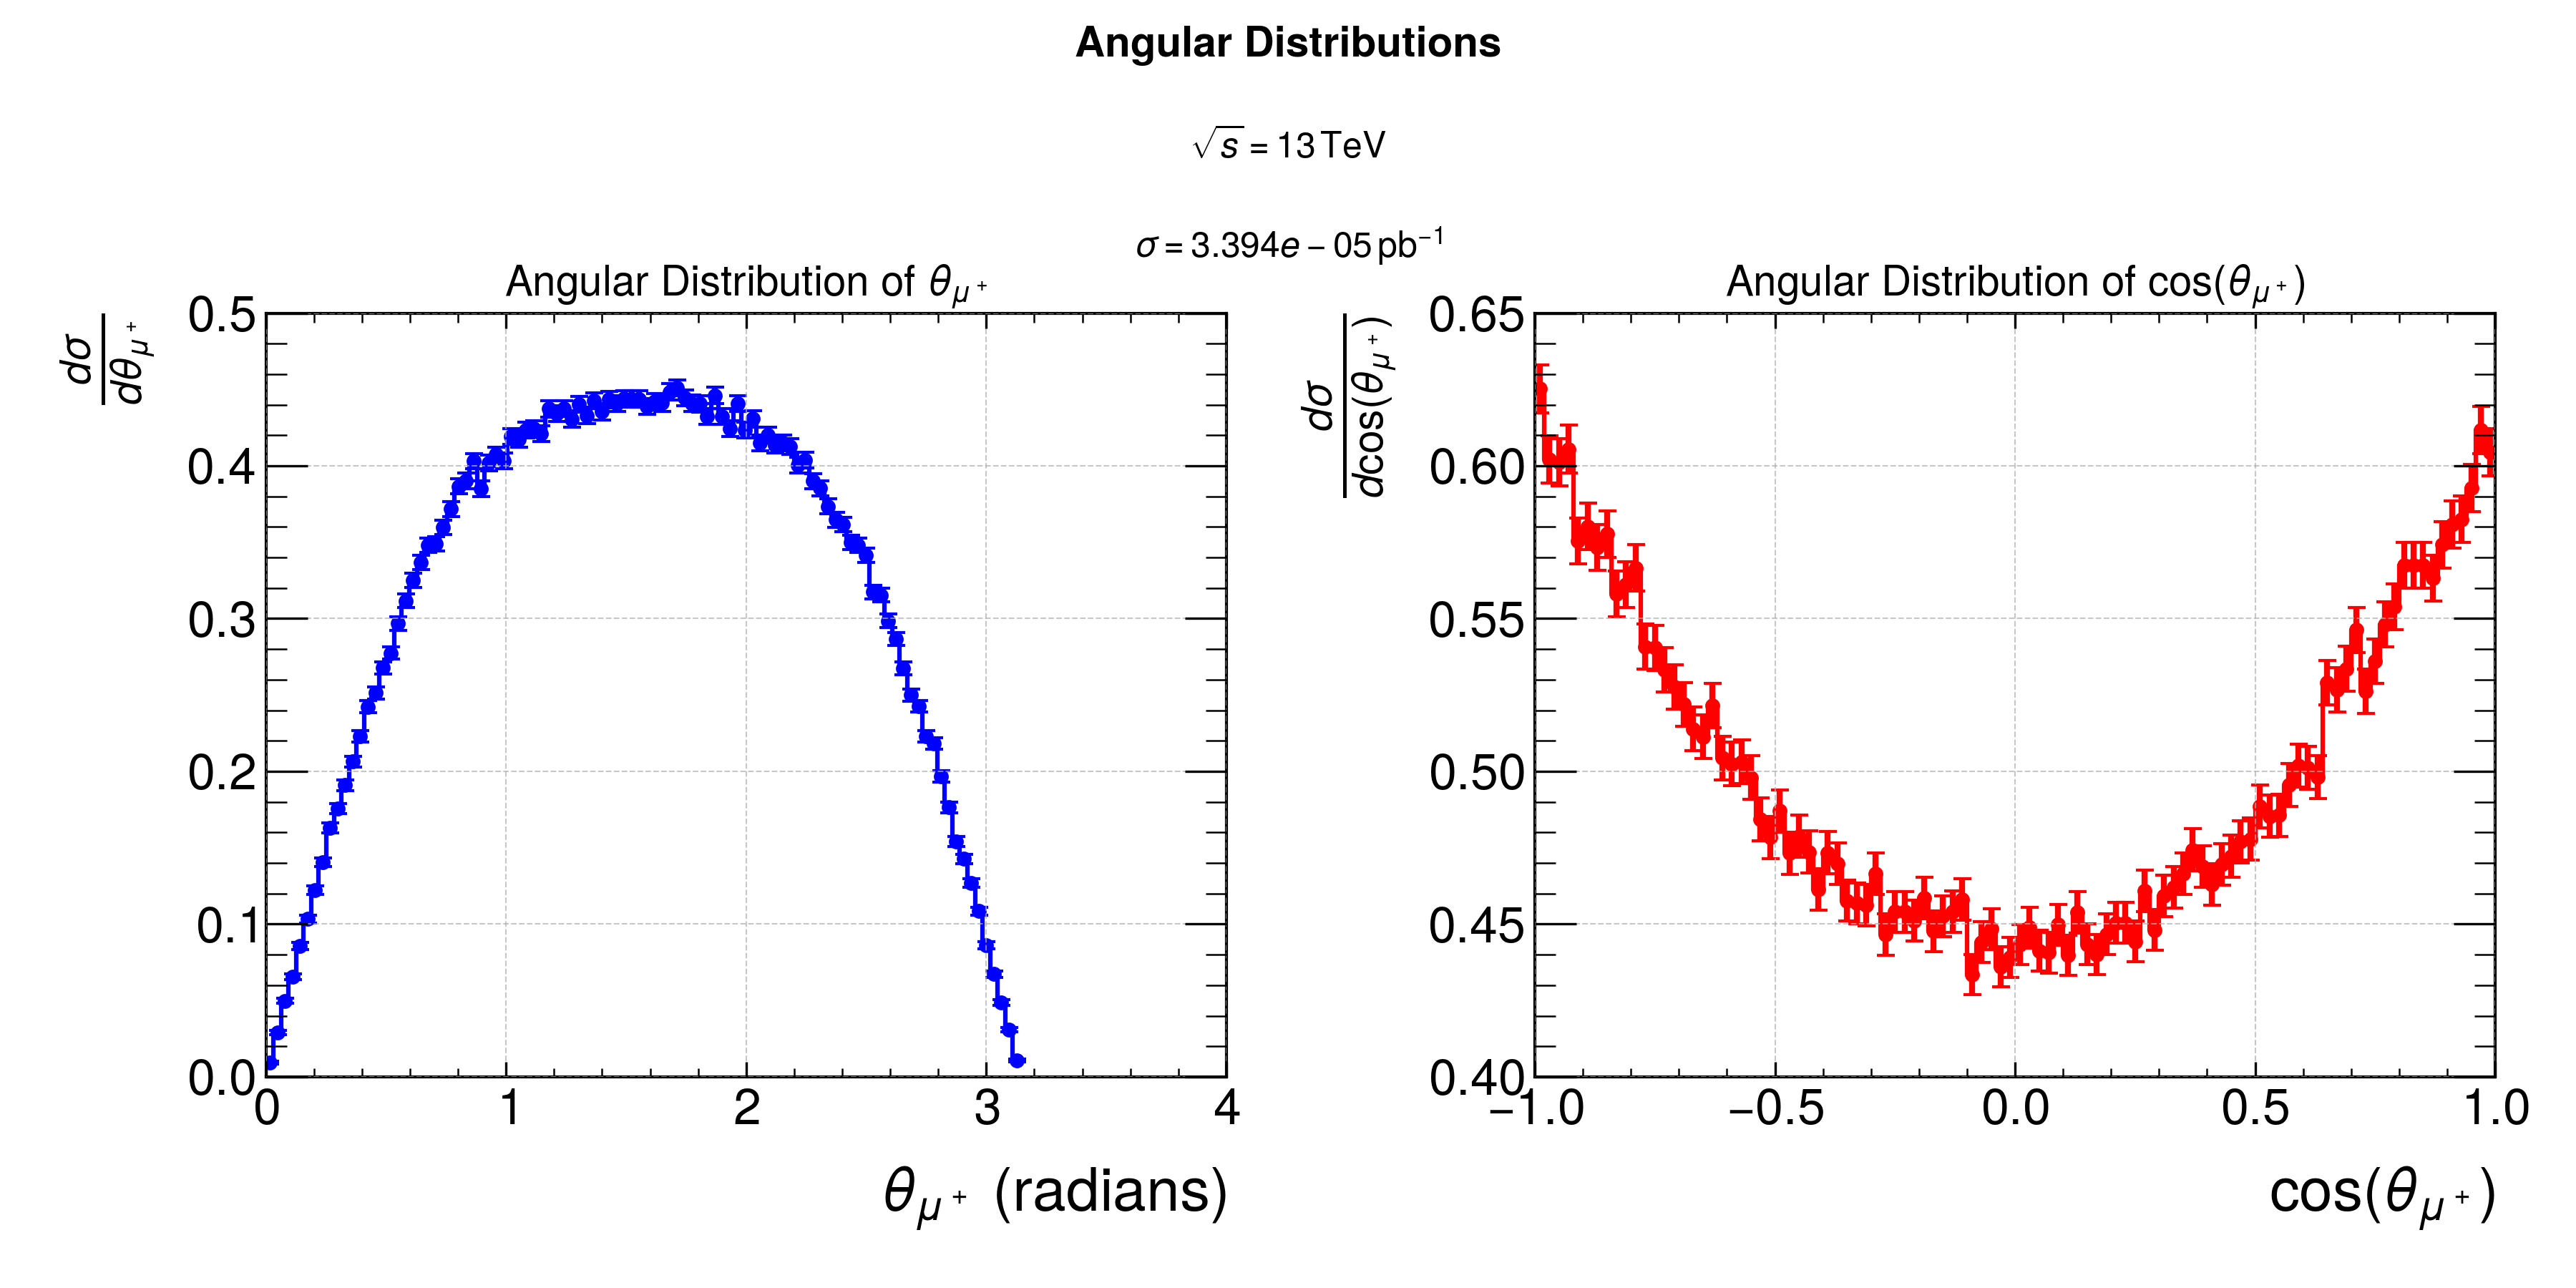 Angular Distributions
√s = 13 TeV
σ = 3.394e − 05 pb⁻¹
Angular Distribution of θ_μ⁺
dσ
dθ_μ⁺
0.5
0.4
0.3
0.2
0.1
0.0
0 1 2 3 4
θ_μ⁺ (radians)
Angular Distribution of cos(θ_μ⁺)
dσ
dcos(θ_μ⁺)
0.65
0.60
0.55
0.50
0.45
0.40
−1.0 −0.5 0.0 0.5 1.0
cos(θ_μ⁺)